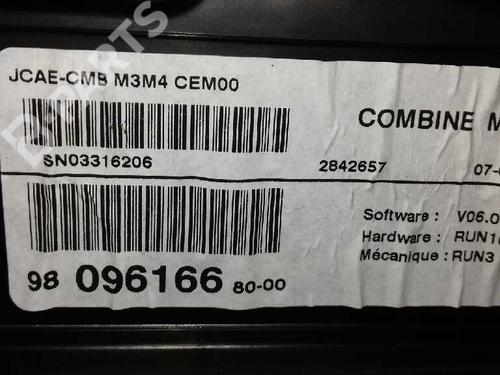 JCAE-CMB M3M4 CEM00
COMBINE M
SN03316206
2842657 07-
Software : V06.0
Hardware : RUN1
Mécanique : RUN3
98 096166 80-00
B-PARTS